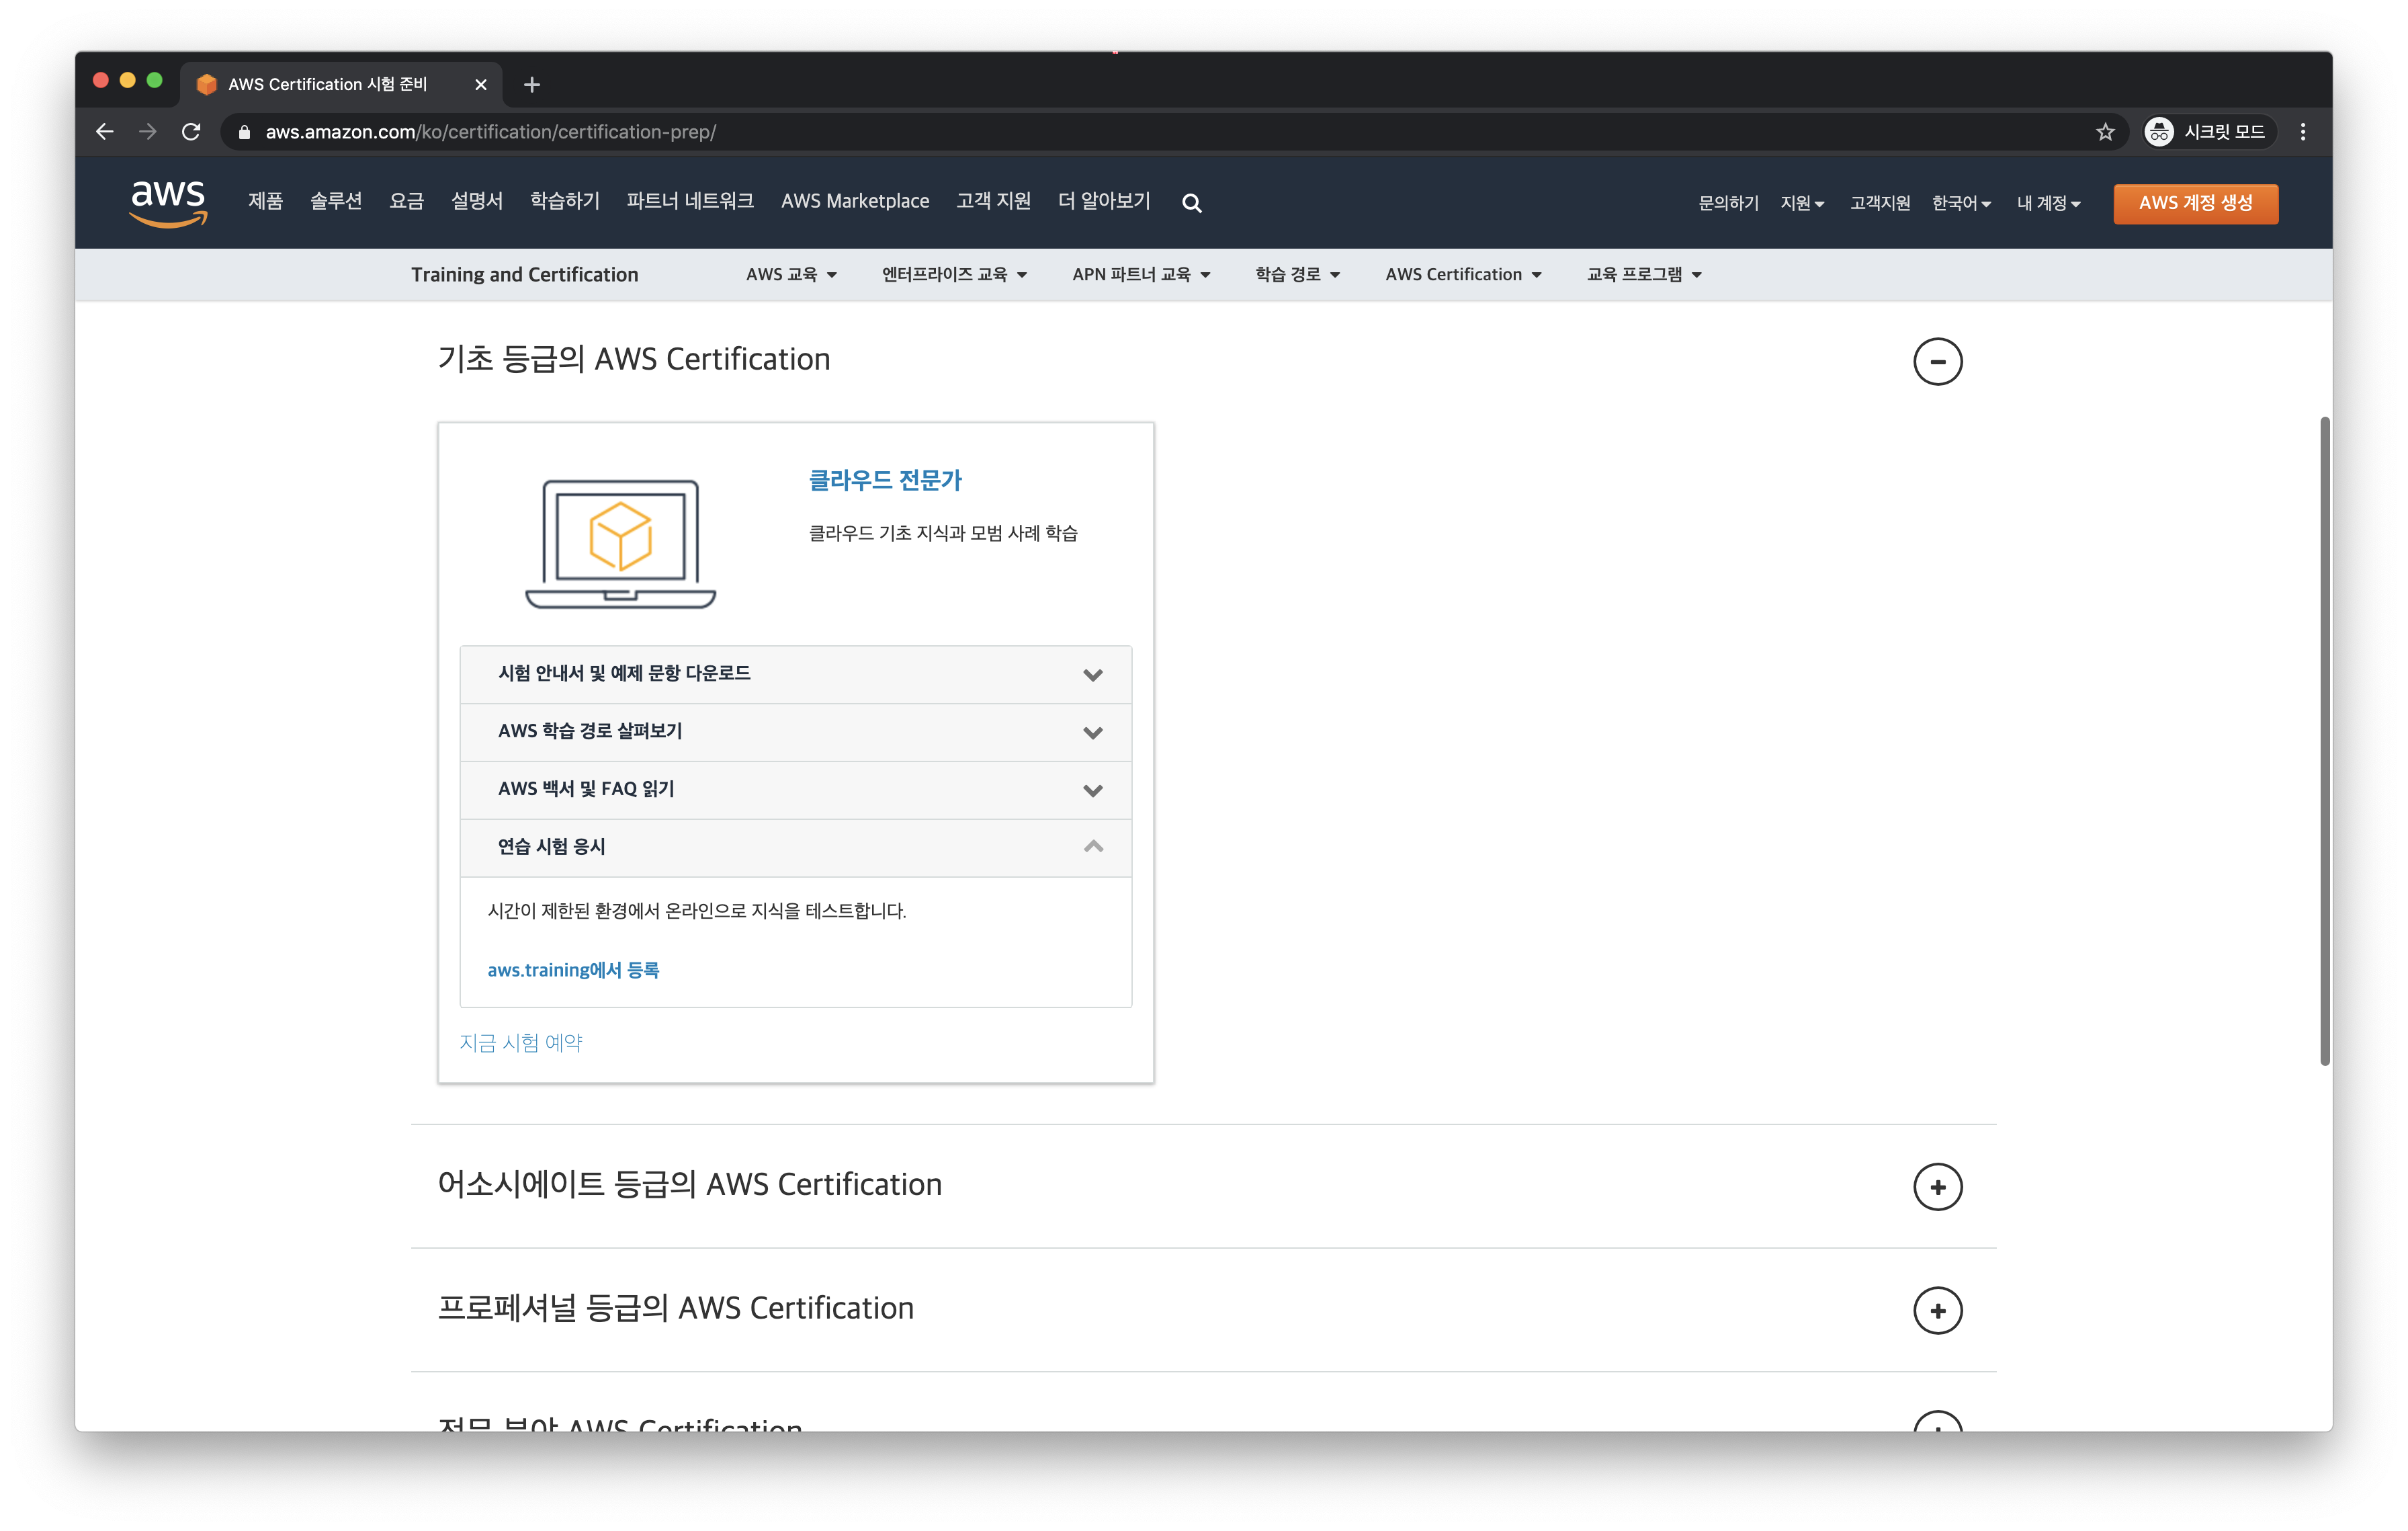 AWS Certification 시험 준비
aws.amazon.com/ko/certification/certification-prep/
시크릿 모드
aws
제품 솔루션 요금 설명서 학습하기 파트너 네트워크 AWS Marketplace 고객 지원 더 알아보기
문의하기 지원 고객지원 한국어 내 계정 AWS 계정 생성
Training and Certification AWS 교육 엔터프라이즈 교육 APN 파트너 교육 학습 경로 AWS Certification 교육 프로그램
기초 등급의 AWS Certification
클라우드 전문가
클라우드 기초 지식과 모범 사례 학습
시험 안내서 및 예제 문항 다운로드
AWS 학습 경로 살펴보기
AWS 백서 및 FAQ 읽기
연습 시험 응시
시간이 제한된 환경에서 온라인으로 지식을 테스트합니다.
aws.training에서 등록
지금 시험 예약
어소시에이트 등급의 AWS Certification
프로페셔널 등급의 AWS Certification
전문 분야 AWS Certification